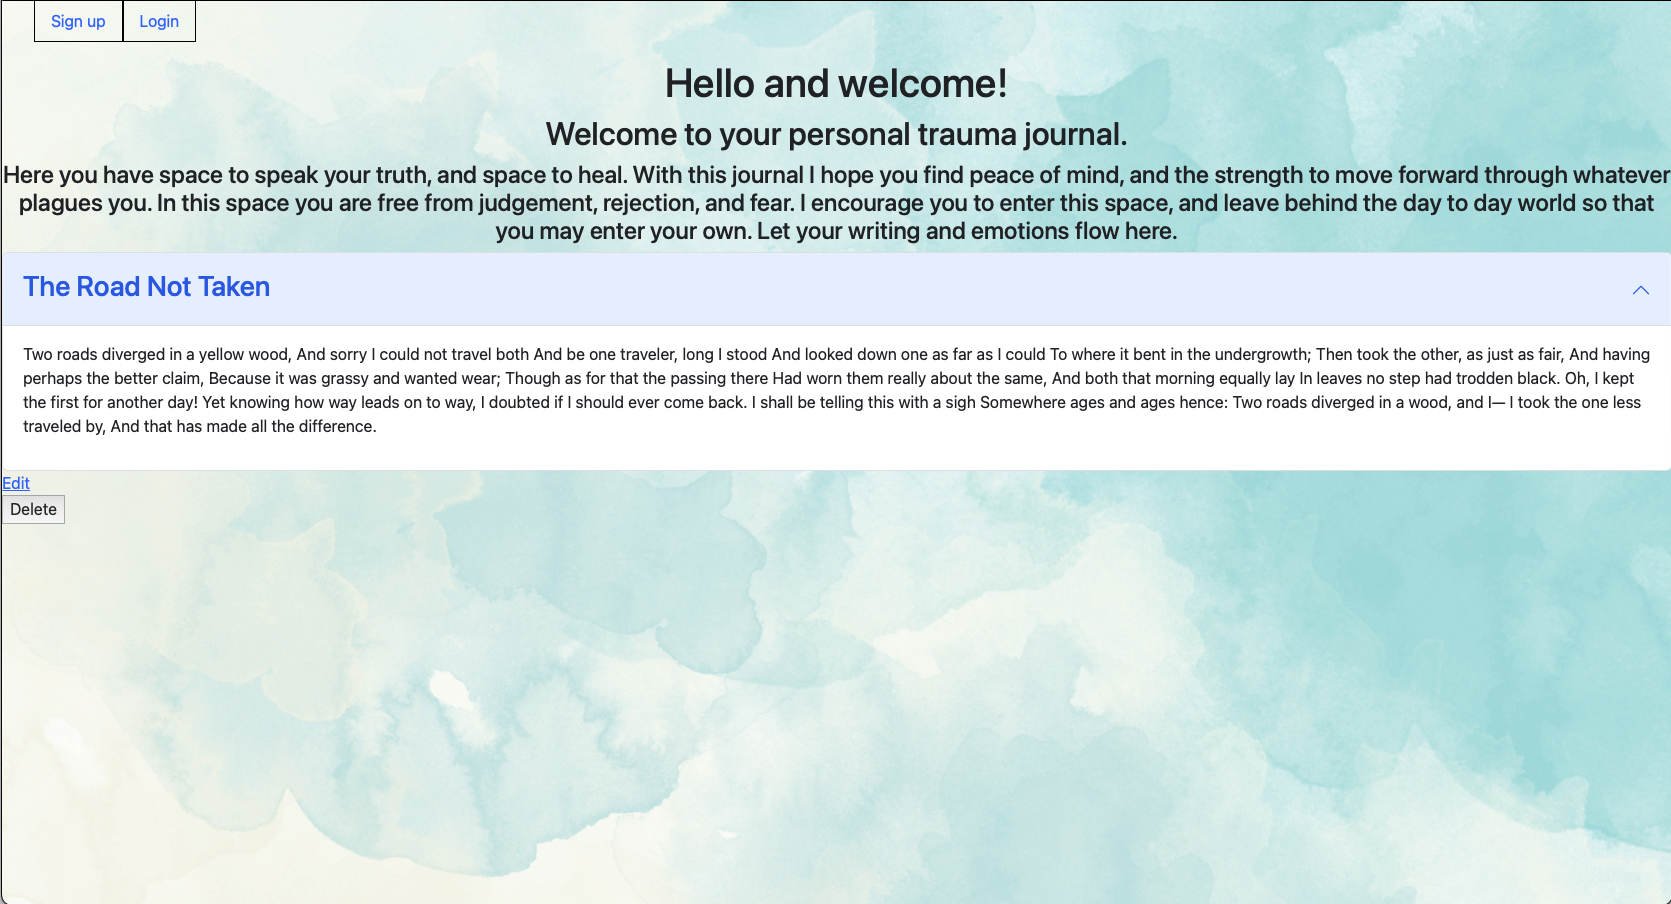 Sign up Login
Hello and welcome!
Welcome to your personal trauma journal.
Here you have space to speak your truth, and space to heal. With this journal I hope you find peace of mind, and the strength to move forward through whatever
plagues you. In this space you are free from judgement, rejection, and fear. I encourage you to enter this space, and leave behind the day to day world so that
you may enter your own. Let your writing and emotions flow here.
The Road Not Taken
Two roads diverged in a yellow wood, And sorry I could not travel both And be one traveler, long I stood And looked down one as far as I could To where it bent in the undergrowth; Then took the other, as just as fair, And having
perhaps the better claim, Because it was grassy and wanted wear; Though as for that the passing there Had worn them really about the same, And both that morning equally lay In leaves no step had trodden black. Oh, I kept
the first for another day! Yet knowing how way leads on to way, I doubted if I should ever come back. I shall be telling this with a sigh Somewhere ages and ages hence: Two roads diverged in a wood, and I— I took the one less
traveled by, And that has made all the difference.
Edit
Delete